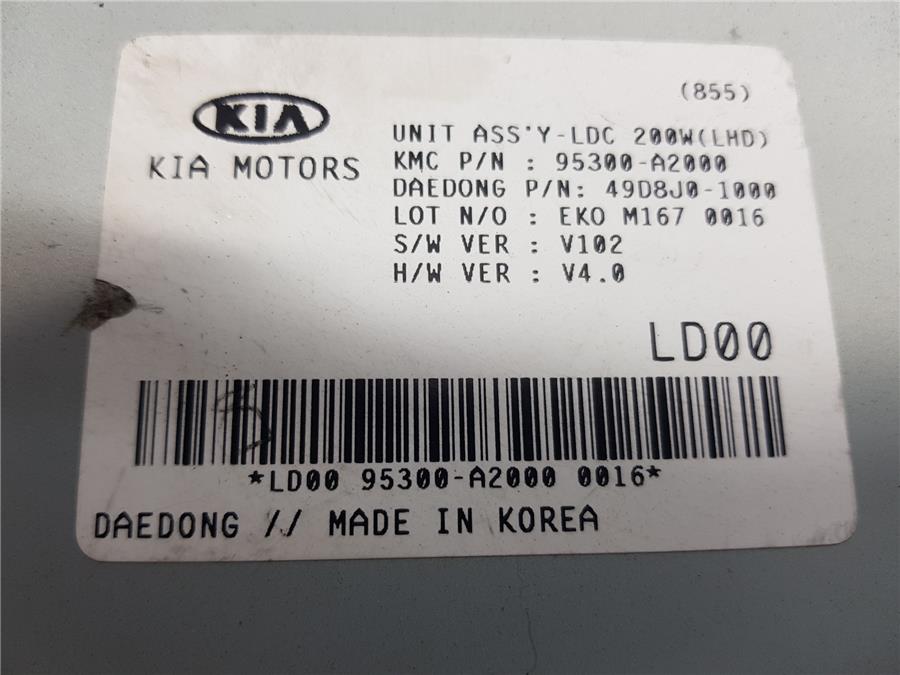 (855)
KIA
KIA MOTORS
UNIT ASS'Y-LDC 200W(LHD)
KMC P/N : 95300-A2000
DAEDONG P/N: 49D8J0-1000
LOT N/O : EKO M167 0016
S/W VER : V102
H/W VER : V4.0
LD00
*LD00 95300-A2000 0016*
DAEDONG // MADE IN KOREA